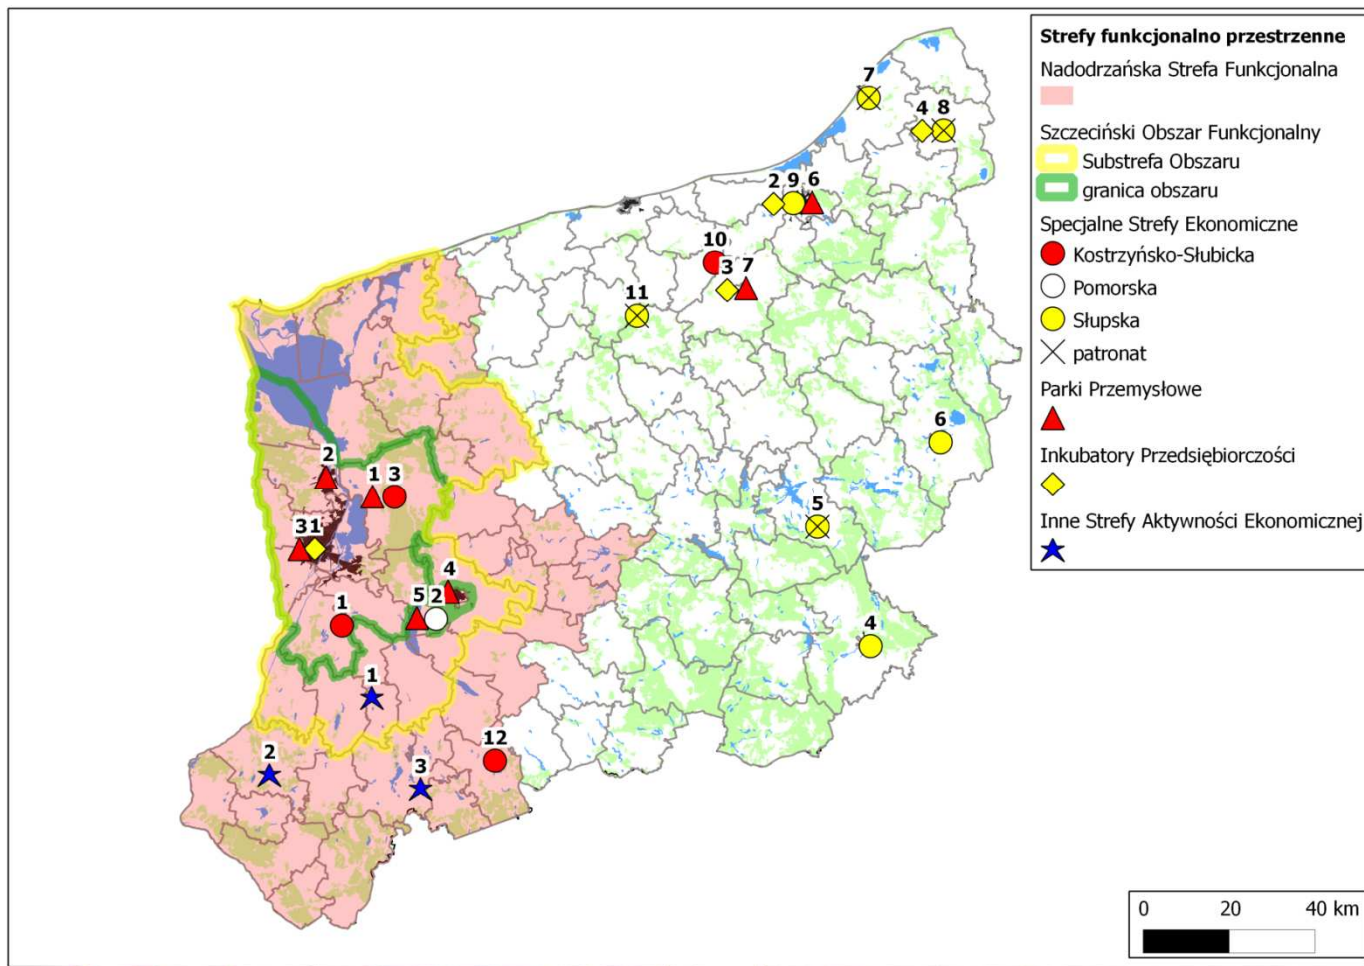 Strefy funkcjonalno przestrzenne
Nadodrzańska Strefa Funkcjonalna
Szczeciński Obszar Funkcjonalny
Substrefa Obszaru
granica obszaru
Specjalne Strefy Ekonomiczne
Kostrzyńsko-Słubicka
Pomorska
Słupska
patronat
Parki Przemysłowe
Inkubatory Przedsiębiorczości
Inne Strefy Aktywności Ekonomicznej
7
4 8
2 9 6
10
3 7
11
6
2
1 3
5
31
4
5 2
1
4
1
12
2
3
0 20 40 km